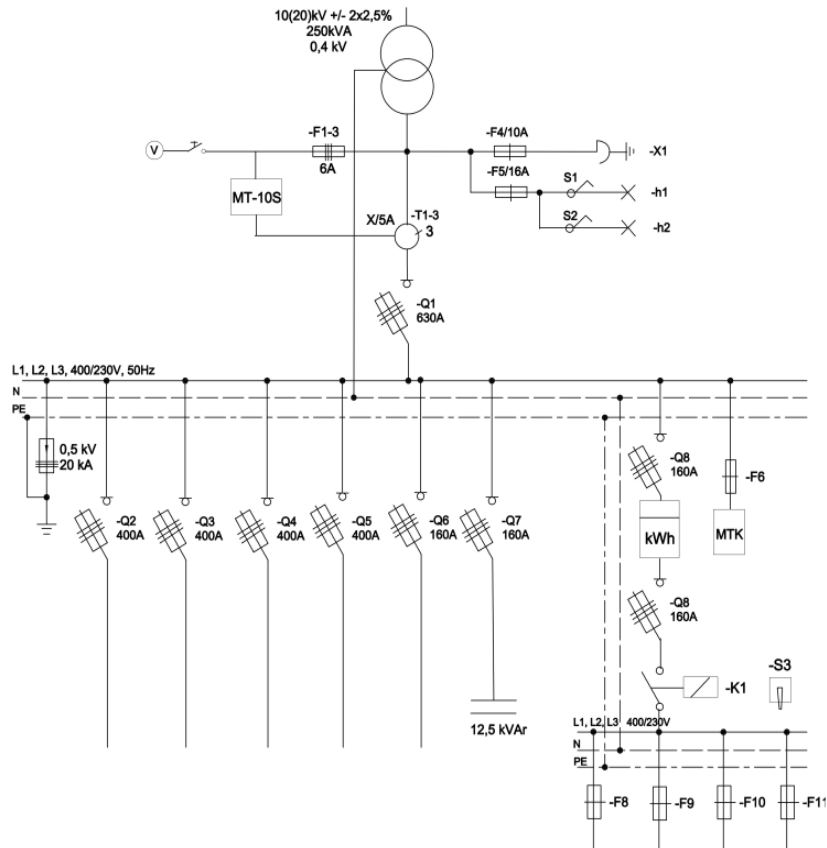 10(20)kV +/- 2x2,5%
250kVA
0,4 kV
-F1-3
6A
V
MT-10S
X/5A
-T1-3
3
-F4/10A
-X1
-F5/16A
S1
-h1
S2
-h2
-Q1
630A
L1, L2, L3, 400/230V, 50Hz
N
PE
0,5 kV
20 kA
-Q2
400A
-Q3
400A
-Q4
400A
-Q5
400A
-Q6
160A
-Q7
160A
12,5 kVAr
-Q8
160A
kWh
-F6
MTK
-Q8
160A
-K1
-S3
L1, L2, L3 400/230V
N
PE
-F8
-F9
-F10
-F11